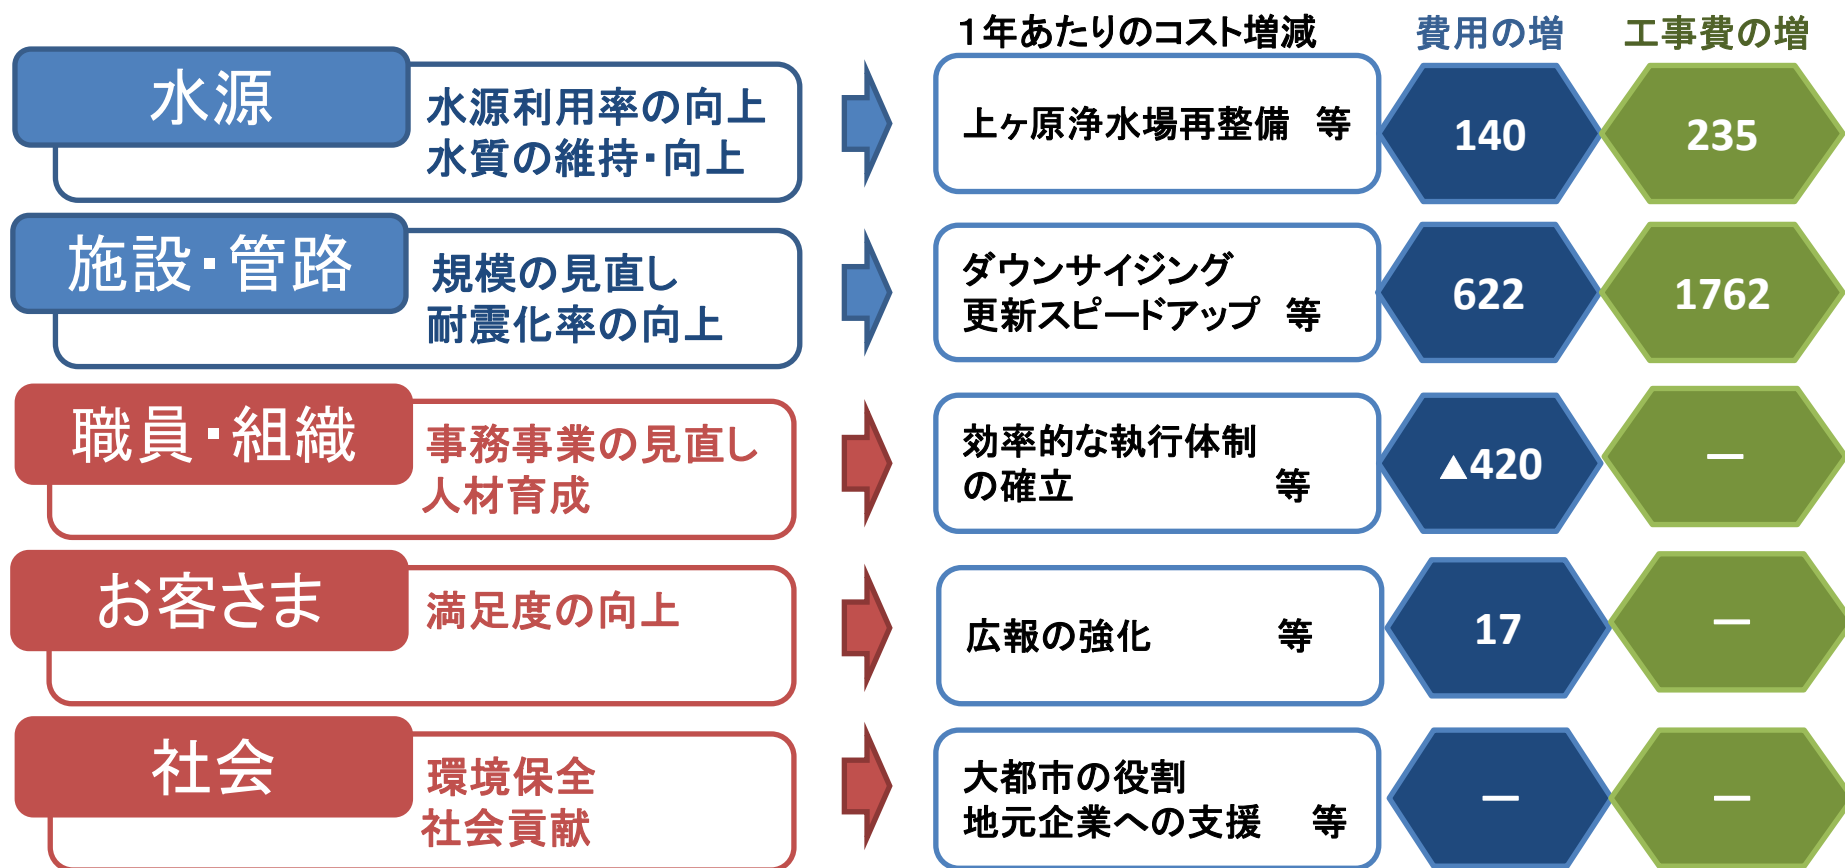 1年あたりのコスト増減
費用の増
工事費の増
水源
水源利用率の向上
水質の維持・向上
上ヶ原浄水場再整備 等
140
235
施設・管路
規模の見直し
耐震化率の向上
ダウンサイジング
更新スピードアップ 等
622
1762
職員・組織
事務事業の見直し
人材育成
効率的な執行体制
の確立 等
▲420
―
お客さま
満足度の向上
広報の強化 等
17
―
社会
環境保全
社会貢献
大都市の役割
地元企業への支援 等
―
―